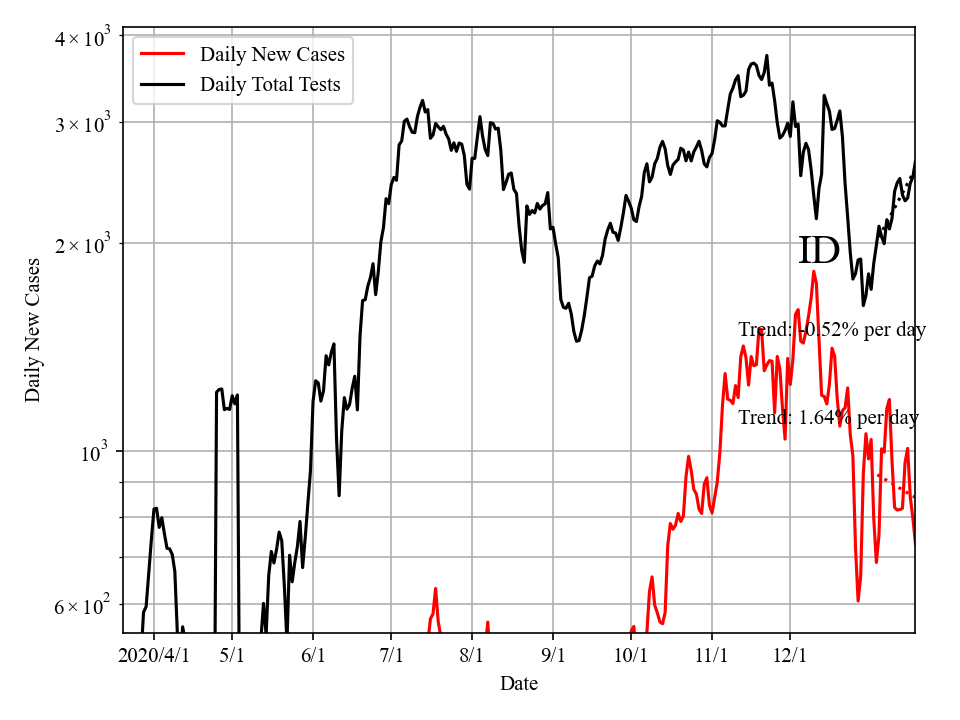 4 × 10³
Daily New Cases
Daily Total Tests
3 × 10³
2 × 10³
ID
Trend: -0.52% per day
Trend: 1.64% per day
10³
6 × 10²
Daily New Cases
2020/4/1 5/1 6/1 7/1 8/1 9/1 10/1 11/1 12/1
Date